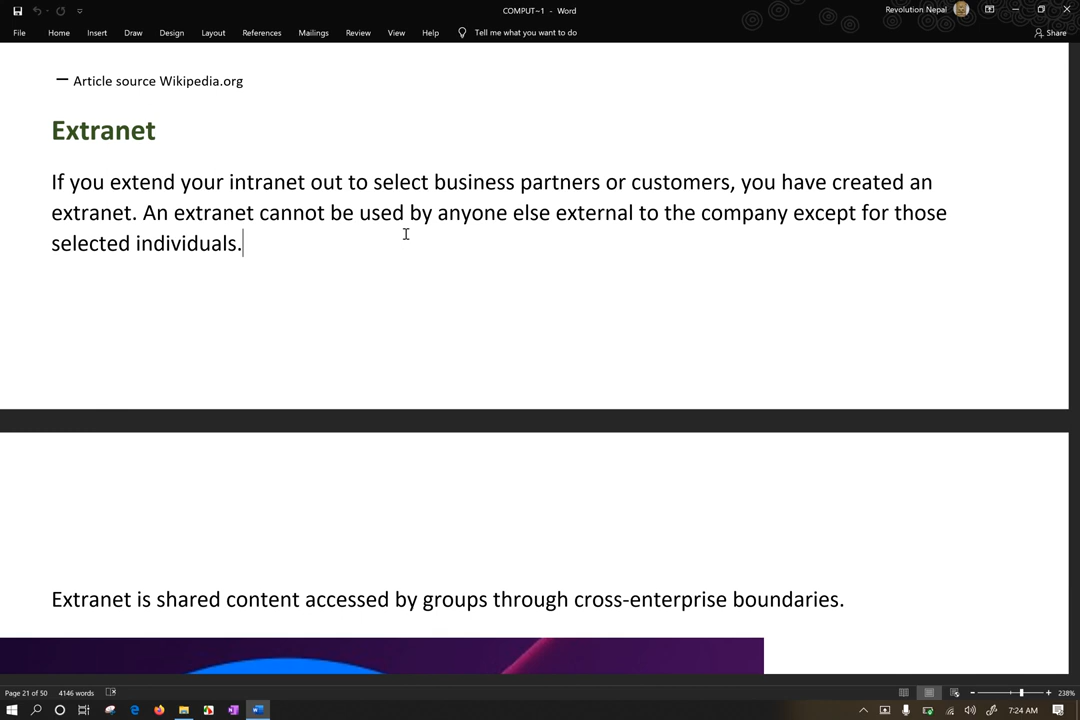 COMPUT~1 - Word
Revolution Nepal
File Home Insert Draw Design Layout References Mailings Review View Help Tell me what you want to do Share
– Article source Wikipedia.org
Extranet
If you extend your intranet out to select business partners or customers, you have created an
extranet. An extranet cannot be used by anyone else external to the company except for those
selected individuals.
Extranet is shared content accessed by groups through cross-enterprise boundaries.
Page 21 of 50 4146 words 238%
7:24 AM